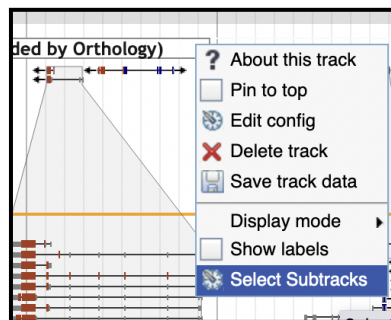 ded by Orthology)
About this track
Pin to top
Edit config
Delete track
Save track data
Display mode
Show labels
Select Subtracks